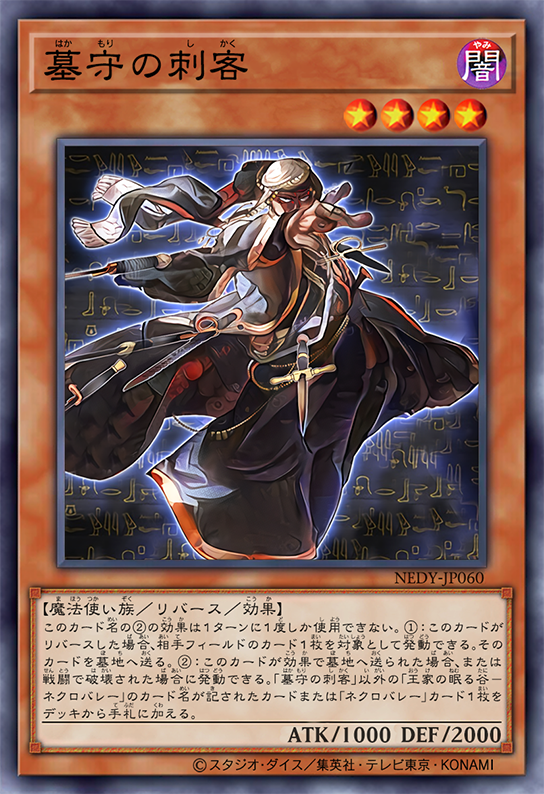 墓守の刺客
闇
NEDY-JP060
【魔法使い族／リバース／効果】
このカード名の②の効果は１ターンに１度しか使用できない。①：このカードが
リバースした場合、相手フィールドのカード１枚を対象として発動できる。その
カードを墓地へ送る。②：このカードが効果で墓地へ送られた場合、または
戦闘で破壊された場合に発動できる。「墓守の刺客」以外の「王家の眠る谷－
ネクロバレー」のカード名が記されたカードまたは「ネクロバレー」カード１枚を
デッキから手札に加える。
ATK/1000 DEF/2000
©スタジオ・ダイス／集英社・テレビ東京・KONAMI